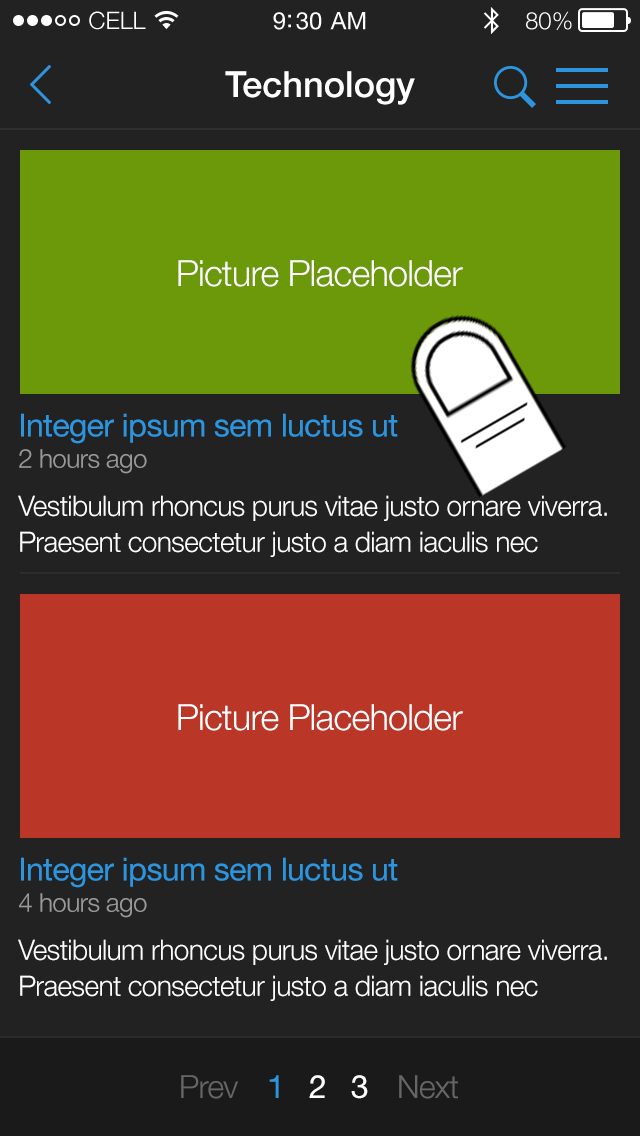 CELL 9:30 AM 80%
Technology
Picture Placeholder
Integer ipsum sem luctus ut
2 hours ago
Vestibulum rhoncus purus vitae justo ornare viverra.
Praesent consectetur justo a diam iaculis nec
Picture Placeholder
Integer ipsum sem luctus ut
4 hours ago
Vestibulum rhoncus purus vitae justo ornare viverra.
Praesent consectetur justo a diam iaculis nec
Prev 1 2 3 Next